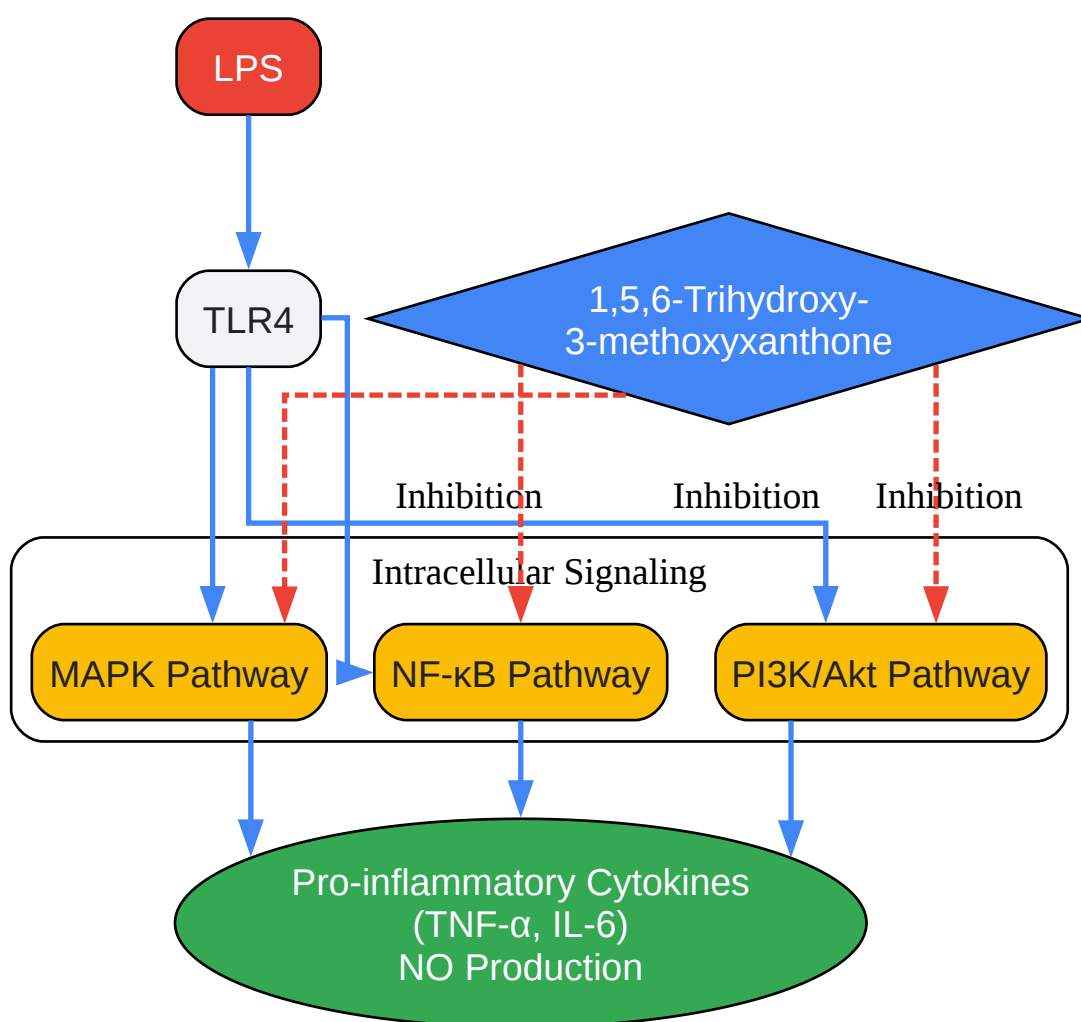 LPS
TLR4
1,5,6-Trihydroxy-
3-methoxyxanthone
Inhibition
Inhibition
Inhibition
Intracellular Signaling
MAPK Pathway
NF-κB Pathway
PI3K/Akt Pathway
Pro-inflammatory Cytokines
(TNF-α, IL-6)
NO Production